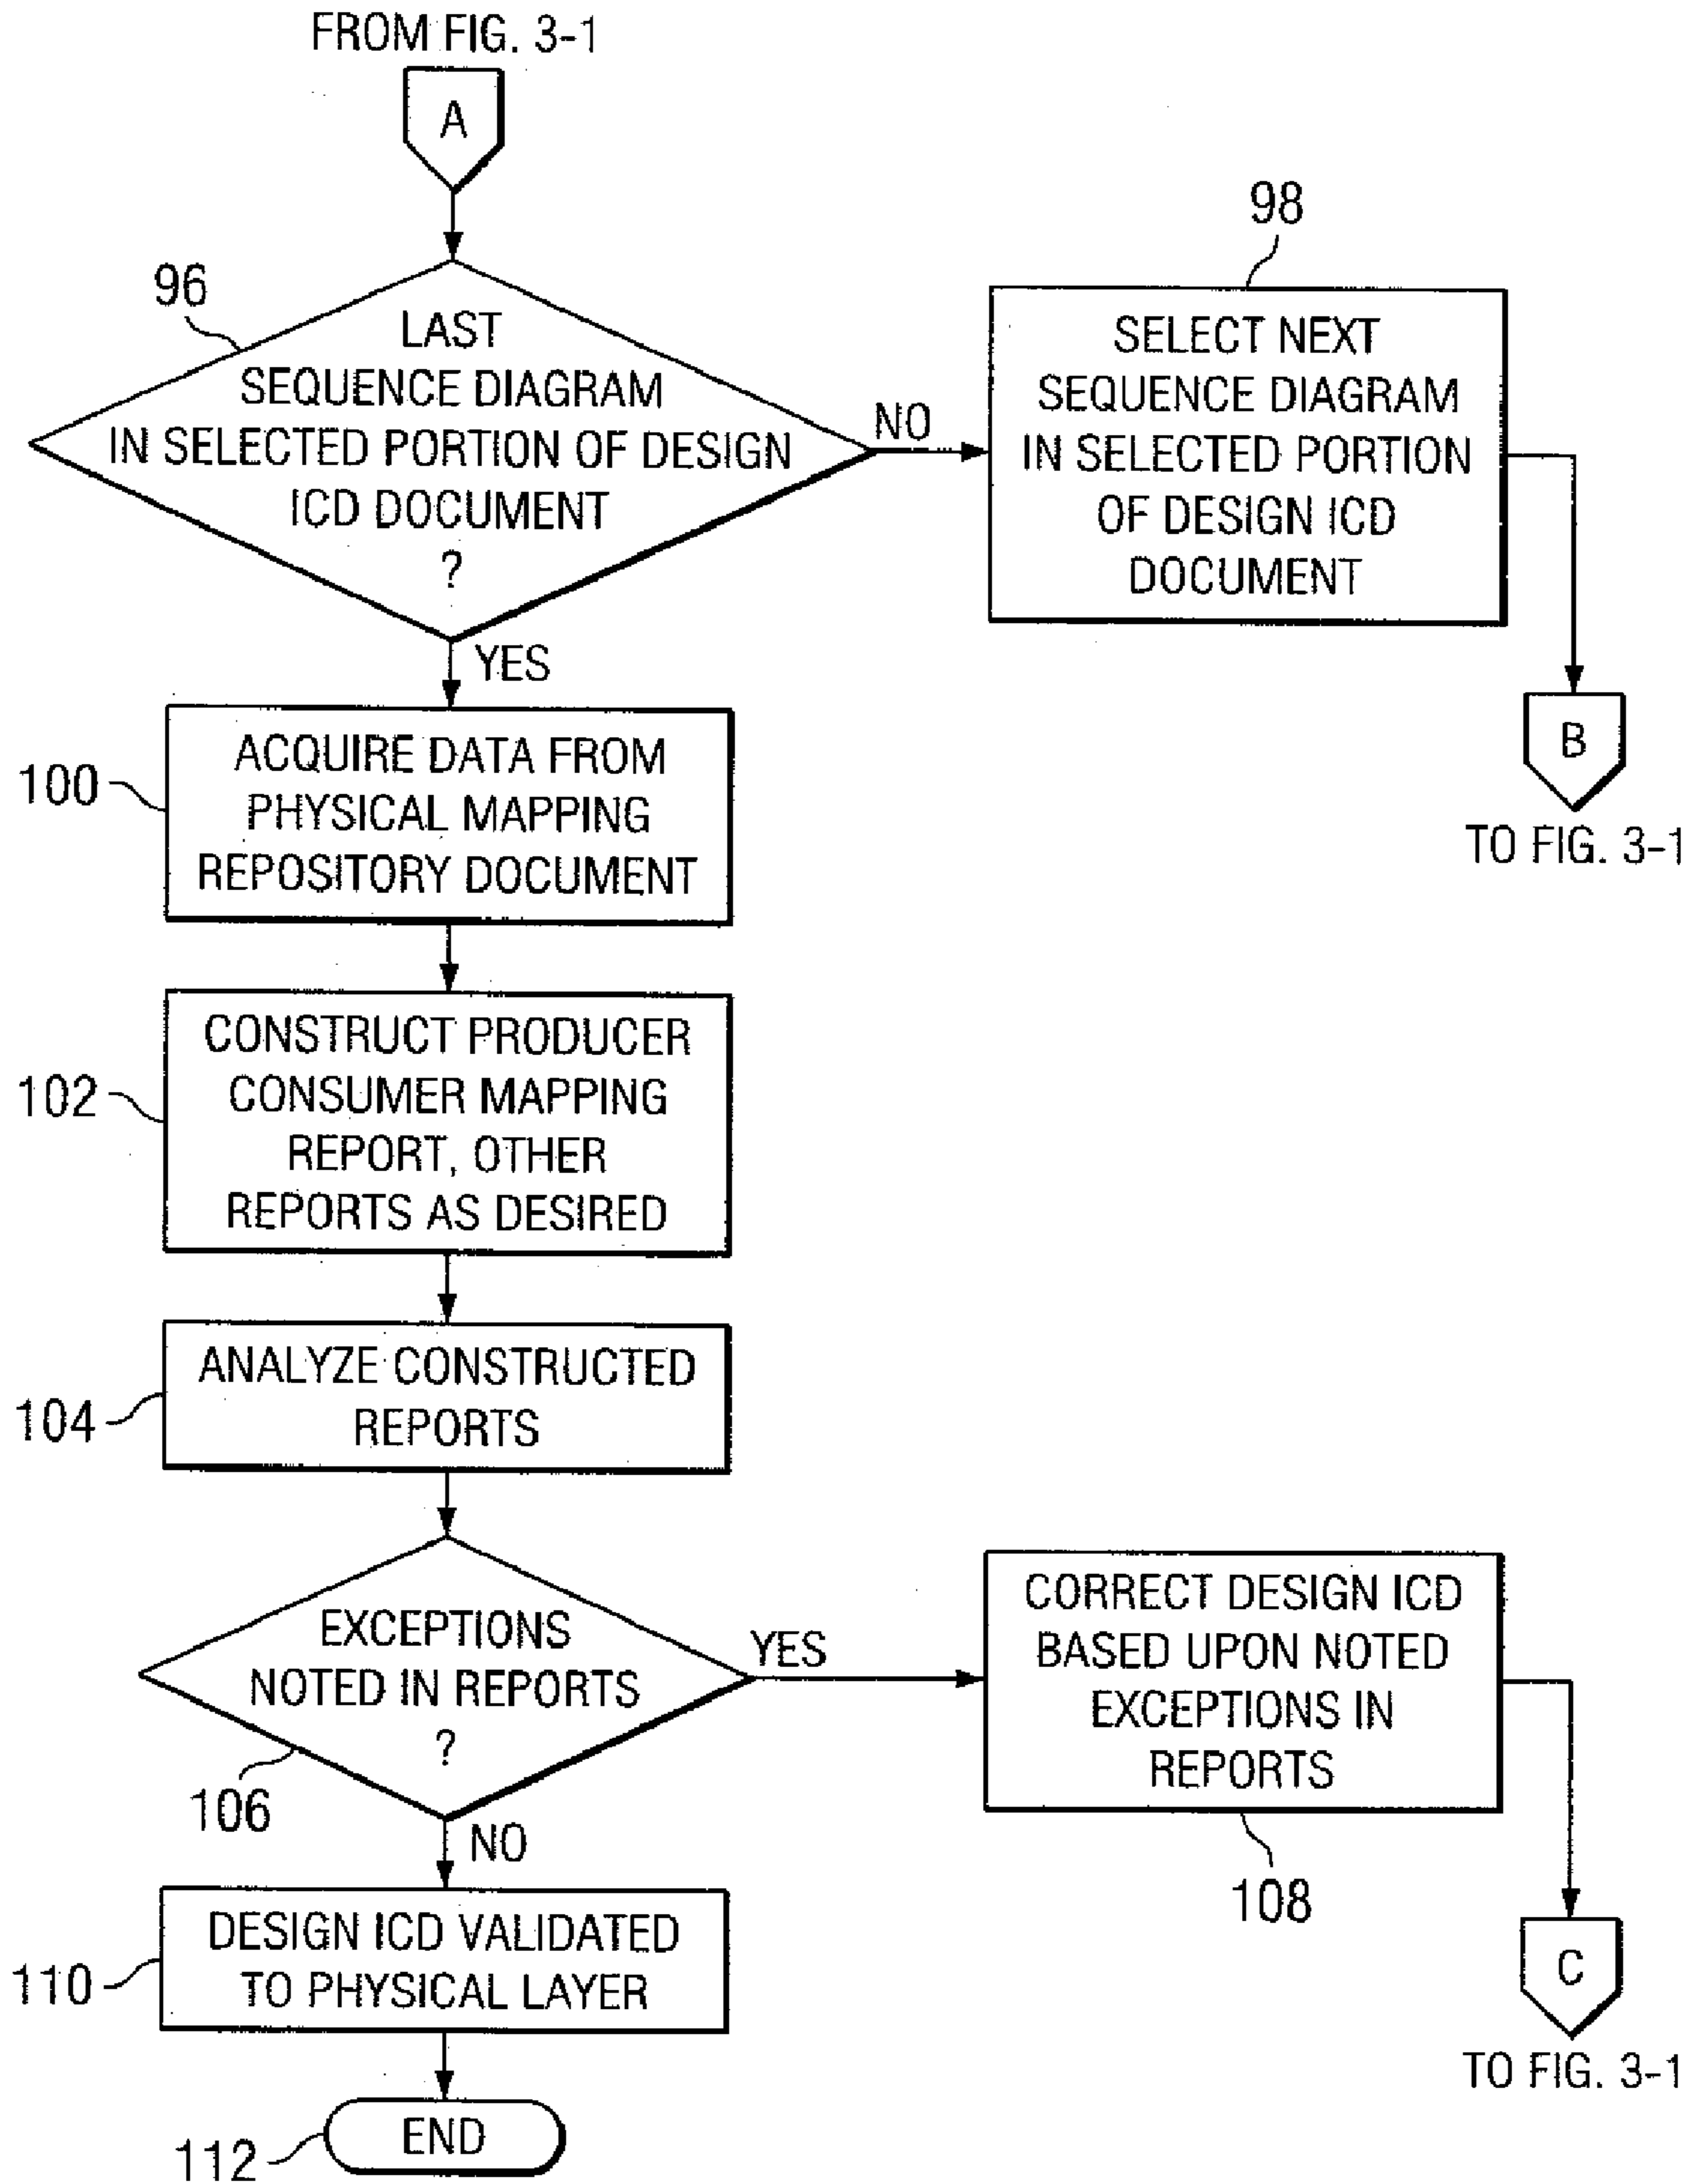 FROM FIG. 3-1
A
96
LAST
SEQUENCE DIAGRAM
IN SELECTED PORTION OF DESIGN
ICD DOCUMENT
?
NO
98
SELECT NEXT
SEQUENCE DIAGRAM
IN SELECTED PORTION
OF DESIGN ICD
DOCUMENT
B
TO FIG. 3-1
YES
100
ACQUIRE DATA FROM
PHYSICAL MAPPING
REPOSITORY DOCUMENT
102
CONSTRUCT PRODUCER
CONSUMER MAPPING
REPORT, OTHER
REPORTS AS DESIRED
104
ANALYZE CONSTRUCTED
REPORTS
EXCEPTIONS
NOTED IN REPORTS
?
106
YES
CORRECT DESIGN ICD
BASED UPON NOTED
EXCEPTIONS IN
REPORTS
108
C
TO FIG. 3-1
NO
110
DESIGN ICD VALIDATED
TO PHYSICAL LAYER
112
END